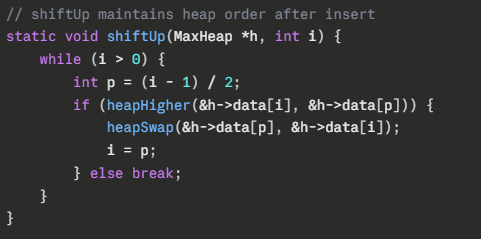 // shiftUp maintains heap order after insert
static void shiftUp(MaxHeap *h, int i) {
    while (i > 0) {
        int p = (i - 1) / 2;
        if (heapHigher(&h->data[i], &h->data[p])) {
            heapSwap(&h->data[p], &h->data[i]);
            i = p;
        } else break;
    }
}